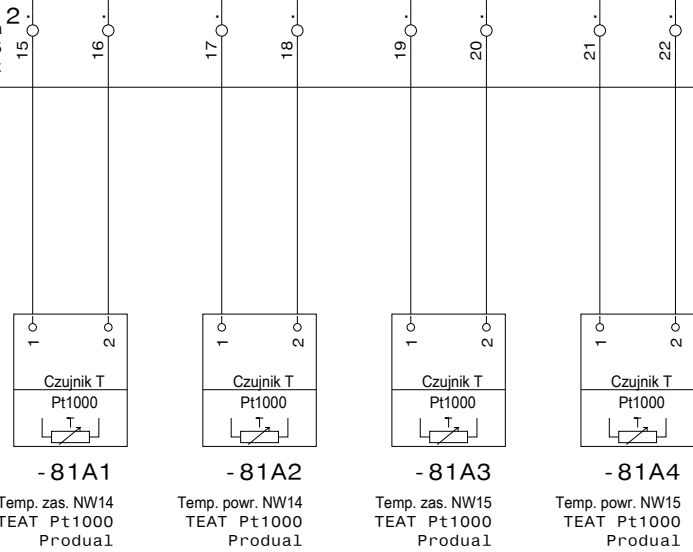 2
15 16 17 18 19 20 21 22
1 2 1 2 1 2 1 2
Czujnik T Czujnik T Czujnik T Czujnik T
Pt1000 Pt1000 Pt1000 Pt1000
T T T T
-81A1 -81A2 -81A3 -81A4
Temp. zas. NW14 Temp. powr. NW14 Temp. zas. NW15 Temp. powr. NW15
TEAT Pt1000 TEAT Pt1000 TEAT Pt1000 TEAT Pt1000
Produal Produal Produal Produal